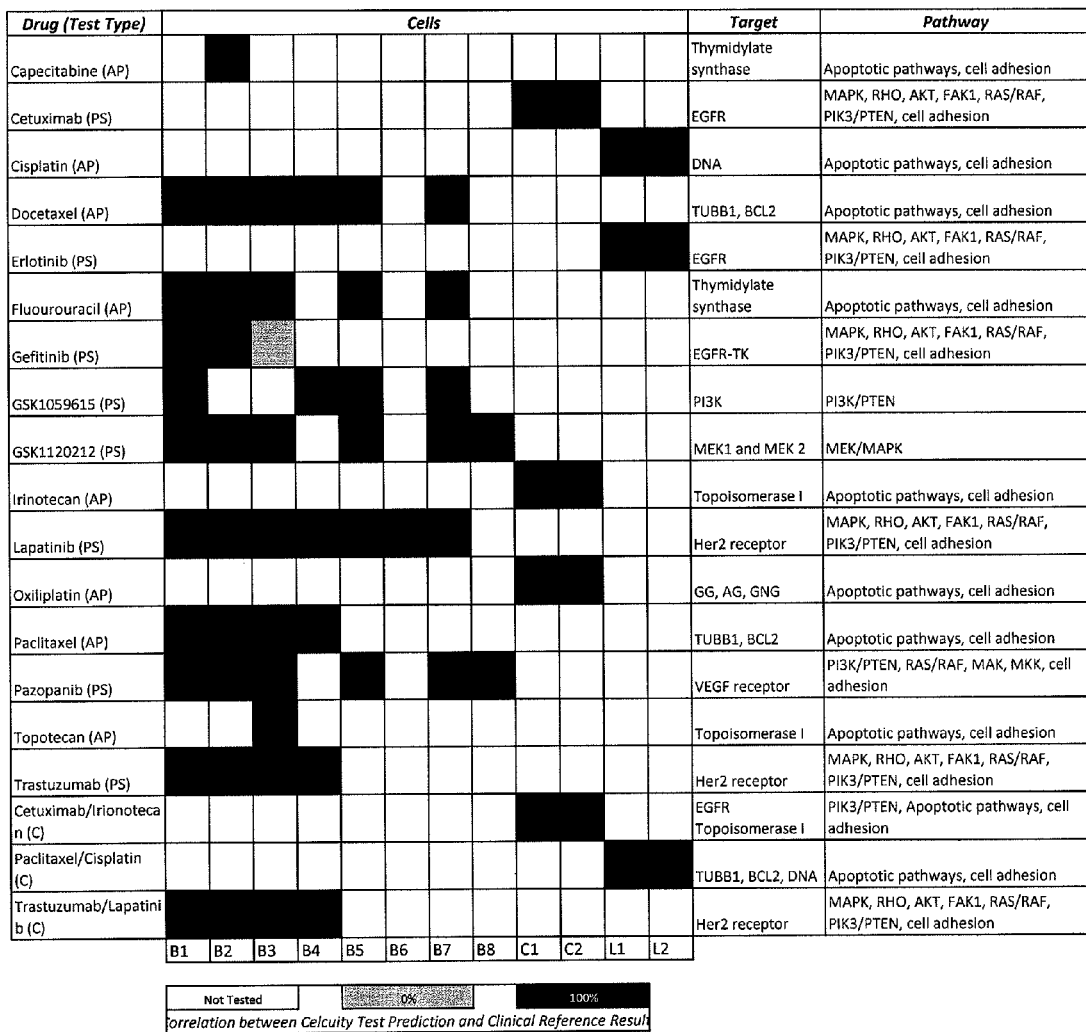 Drug (Test Type) Cells Target Pathway
Capecitabine (AP) Thymidylate synthase Apoptotic pathways, cell adhesion
Cetuximab (PS) EGFR MAPK, RHO, AKT, FAK1, RAS/RAF, PIK3/PTEN, cell adhesion
Cisplatin (AP) DNA Apoptotic pathways, cell adhesion
Docetaxel (AP) TUBB1, BCL2 Apoptotic pathways, cell adhesion
Erlotinib (PS) EGFR MAPK, RHO, AKT, FAK1, RAS/RAF, PIK3/PTEN, cell adhesion
Fluourouracil (AP) Thymidylate synthase Apoptotic pathways, cell adhesion
Gefitinib (PS) EGFR-TK MAPK, RHO, AKT, FAK1, RAS/RAF, PIK3/PTEN, cell adhesion
GSK1059615 (PS) PI3K PI3K/PTEN
GSK1120212 (PS) MEK1 and MEK 2 MEK/MAPK
Irinotecan (AP) Topoisomerase I Apoptotic pathways, cell adhesion
Lapatinib (PS) Her2 receptor MAPK, RHO, AKT, FAK1, RAS/RAF, PIK3/PTEN, cell adhesion
Oxiliplatin (AP) GG, AG, GNG Apoptotic pathways, cell adhesion
Paclitaxel (AP) TUBB1, BCL2 Apoptotic pathways, cell adhesion
Pazopanib (PS) VEGF receptor PI3K/PTEN, RAS/RAF, MAK, MKK, cell adhesion
Topotecan (AP) Topoisomerase I Apoptotic pathways, cell adhesion
Trastuzumab (PS) Her2 receptor MAPK, RHO, AKT, FAK1, RAS/RAF, PIK3/PTEN, cell adhesion
Cetuximab/Irionotecan (C) EGFR Topoisomerase I PIK3/PTEN, Apoptotic pathways, cell adhesion
Paclitaxel/Cisplatin (C) TUBB1, BCL2, DNA Apoptotic pathways, cell adhesion
Trastuzumab/Lapatinib (C) Her2 receptor MAPK, RHO, AKT, FAK1, RAS/RAF, PIK3/PTEN, cell adhesion
B1 B2 B3 B4 B5 B6 B7 B8 C1 C2 L1 L2
Not Tested 0% 100%
orrelation between Celcuity Test Prediction and Clinical Reference Resul